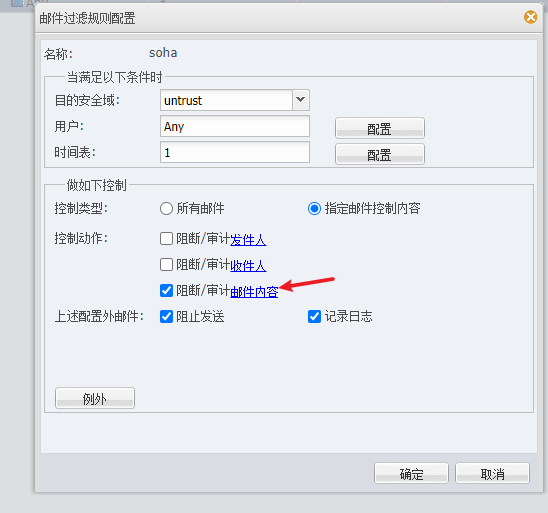 邮件过滤规则配置
名称: soha
当满足以下条件时
目的安全域: untrust
用户: Any 配置
时间表: 1 配置
做如下控制
控制类型: 所有邮件 指定邮件控制内容
控制动作: 阻断/审计发件人
阻断/审计收件人
阻断/审计邮件内容
上述配置外邮件: 阻止发送 记录日志
例外
确定 取消